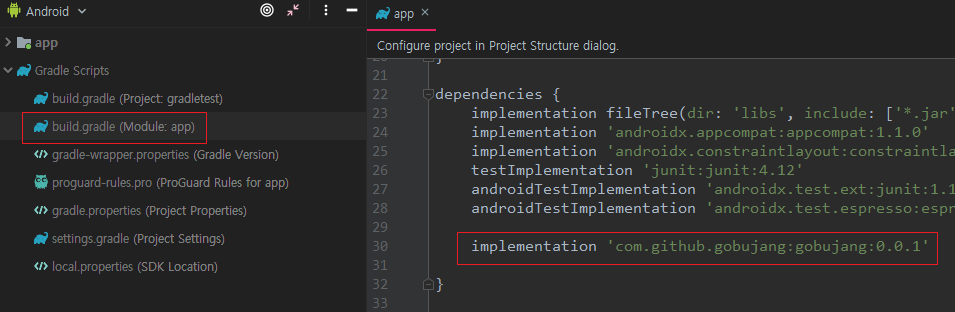 Android
app
Gradle Scripts
build.gradle (Project: gradletest)
build.gradle (Module: app)
gradle-wrapper.properties (Gradle Version)
proguard-rules.pro (ProGuard Rules for app)
gradle.properties (Project Properties)
settings.gradle (Project Settings)
local.properties (SDK Location)
app
Configure project in Project Structure dialog.
21
22 dependencies {
23 implementation fileTree(dir: 'libs', include: ['*.jar'
24 implementation 'androidx.appcompat:appcompat:1.1.0'
25 implementation 'androidx.constraintlayout:constraintla
26 testImplementation 'junit:junit:4.12'
27 androidTestImplementation 'androidx.test.ext:junit:1.1
28 androidTestImplementation 'androidx.test.espresso:espr
30 implementation 'com.github.gobujang:gobujang:0.0.1'
31
32 }
33